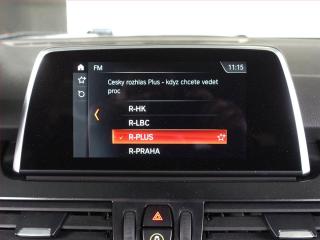 FM
11:15
Cesky rozhlas Plus - kdyz chcete vedet
proc
R-HK
R-LBC
R-PLUS
R-PRAHA